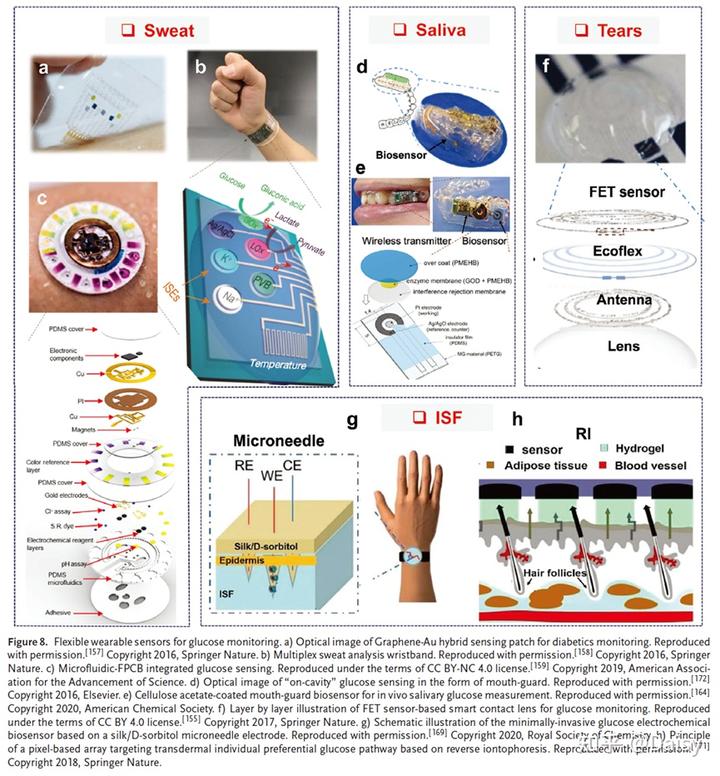 Sweat
a
b
c
Glucose
Gluconic acid
Lactate
Pyruvate
Ag/AgCl
GOx
LOx
e-
e-
K+
PVB
Na+
ISEs
Temperature
PDMS cover
Electronic components
Cu
PI
Cu
Magnets
PDMS cover
Color reference
layer
PDMS cover
Gold electrodes
Cl- assay
S.R. dye
Electrochemical reagent
layers
pH assay
PDMS
microfluidics
Adhesive
Saliva
d
Biosensor
e
Wireless transmitter
Biosensor
over coat (PMEHB)
enzyme membrane (GOD + PMEHB)
interference rejection membrane
Pt electrode
(working)
Ag/AgCl electrode
(reference counter)
insulator film
(PDMS)
MG material (PETG)
Tears
f
FET sensor
Ecoflex
Antenna
Lens
ISF
g
Microneedle
RE
WE
CE
Silk/D-sorbitol
Epidermis
ISF
h
RI
sensor
Hydrogel
Adipose tissue
Blood vessel
Hair follicles
Figure 8. Flexible wearable sensors for glucose monitoring. a) Optical image of Graphene-Au hybrid sensing patch for diabetics monitoring. Reproduced
with permission.[157] Copyright 2016, Springer Nature. b) Multiplex sweat analysis wristband. Reproduced with permission.[158] Copyright 2016, Springer
Nature. c) Microfluidic-FPCB integrated glucose sensing. Reproduced under the terms of CC BY-NC 4.0 license.[159] Copyright 2019, American Associ-
ation for the Advancement of Science. d) Optical image of "on-cavity" glucose sensing in the form of mouth-guard. Reproduced with permission.[172]
Copyright 2016, Elsevier. e) Cellulose acetate-coated mouth-guard biosensor for in vivo salivary glucose measurement. Reproduced with permission.[164]
Copyright 2020, American Chemical Society. f) Layer by layer illustration of FET sensor-based smart contact lens for glucose monitoring. Reproduced
under the terms of CC BY 4.0 license.[155] Copyright 2017, Springer Nature. g) Schematic illustration of the minimally-invasive glucose electrochemical
biosensor based on a silk/D-sorbitol microneedle electrode. Reproduced with permission.[169] Copyright 2020, Royal Society of Chemistry. h) Principle
of a pixel-based array targeting transdermal individual preferential glucose pathway based on reverse iontophoresis. Reproduced with permission.
Copyright 2018, Springer Nature.
知乎 @Daisy